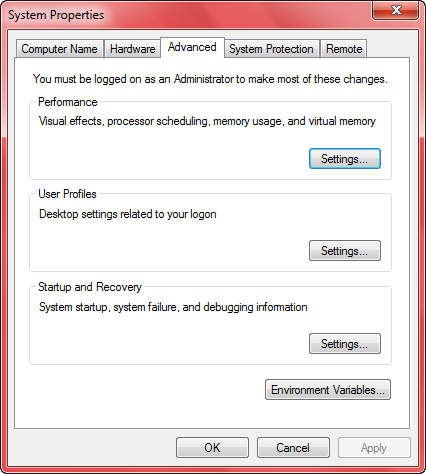 System Properties
Computer Name
Hardware
Advanced
System Protection
Remote
You must be logged on as an Administrator to make most of these changes.
Performance
Visual effects, processor scheduling, memory usage, and virtual memory
Settings...
User Profiles
Desktop settings related to your logon
Settings...
Startup and Recovery
System startup, system failure, and debugging information
Settings...
Environment Variables...
OK
Cancel
Apply